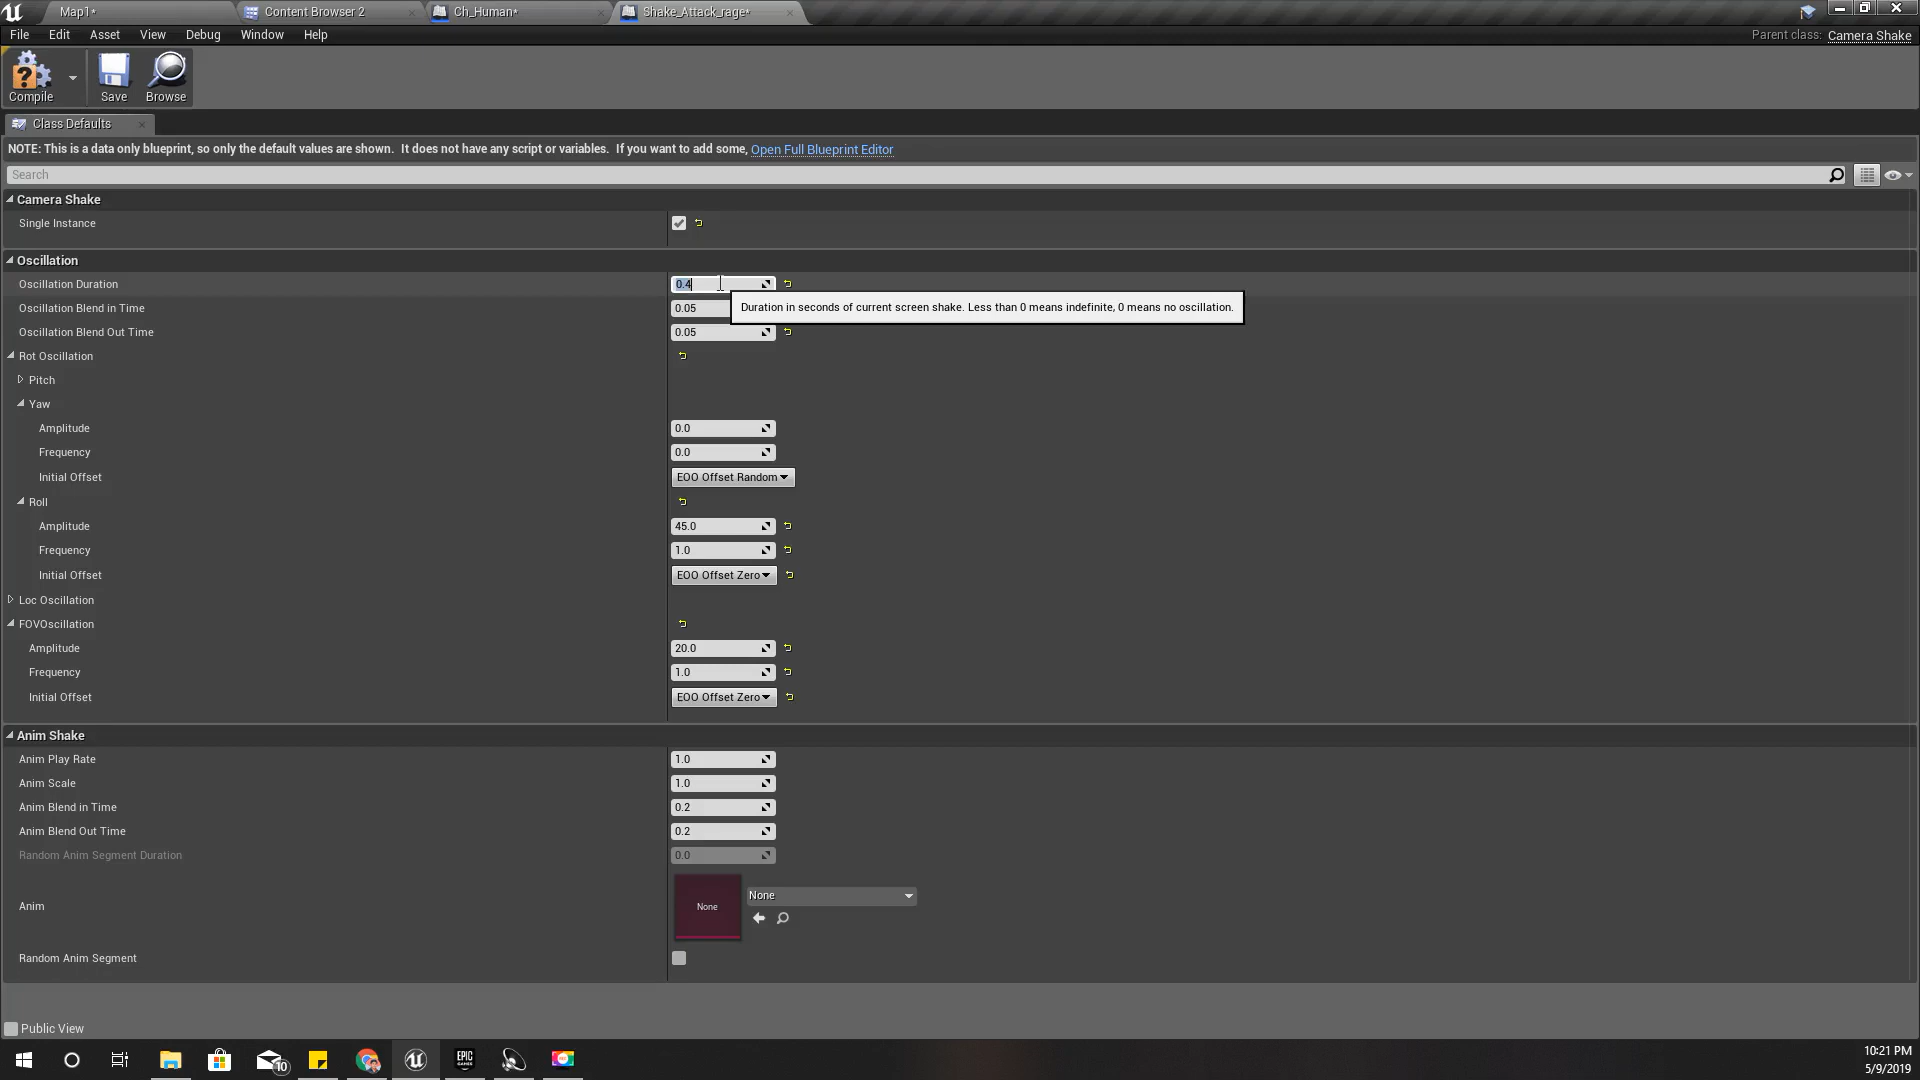 Map1*
Content Browser 2
Ch_Human*
Shake_Attack_rage*
File
Edit
Asset
View
Debug
Window
Help
Parent class: Camera Shake
Compile
Save
Browse
Class Defaults
NOTE: This is a data only blueprint, so only the default values are shown. It does not have any script or variables. If you want to add some, Open Full Blueprint Editor
Search
Camera Shake
Single Instance
Oscillation
Oscillation Duration
0.4
Oscillation Blend in Time
0.05
Duration in seconds of current screen shake. Less than 0 means indefinite, 0 means no oscillation.
Oscillation Blend Out Time
0.05
Rot Oscillation
Pitch
Yaw
Amplitude
0.0
Frequency
0.0
Initial Offset
EOO Offset Random
Roll
Amplitude
45.0
Frequency
1.0
Initial Offset
EOO Offset Zero
Loc Oscillation
FOVOscillation
Amplitude
20.0
Frequency
1.0
Initial Offset
EOO Offset Zero
Anim Shake
Anim Play Rate
1.0
Anim Scale
1.0
Anim Blend in Time
0.2
Anim Blend Out Time
0.2
Random Anim Segment Duration
0.0
Anim
None
None
Random Anim Segment
Public View
10
EPIC
GAMES
10:21 PM
5/9/2019